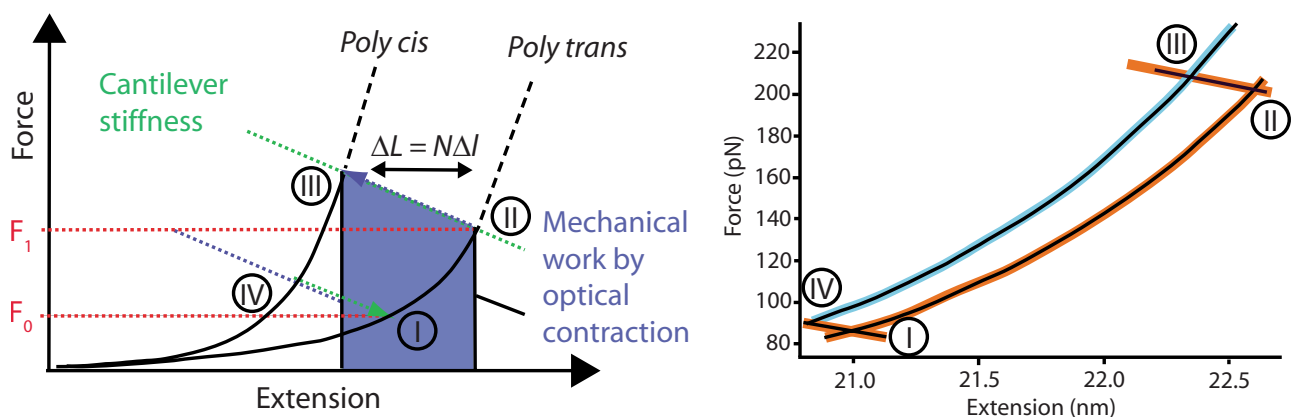 Force
Extension
Cantilever
stiffness
Poly cis
Poly trans
ΔL = NΔl
III
II
IV
I
F₁
F₀
Mechanical
work by
optical
contraction
Force (pN)
220
200
180
160
140
120
100
80
21.0
21.5
22.0
22.5
Extension (nm)
III
II
IV
I